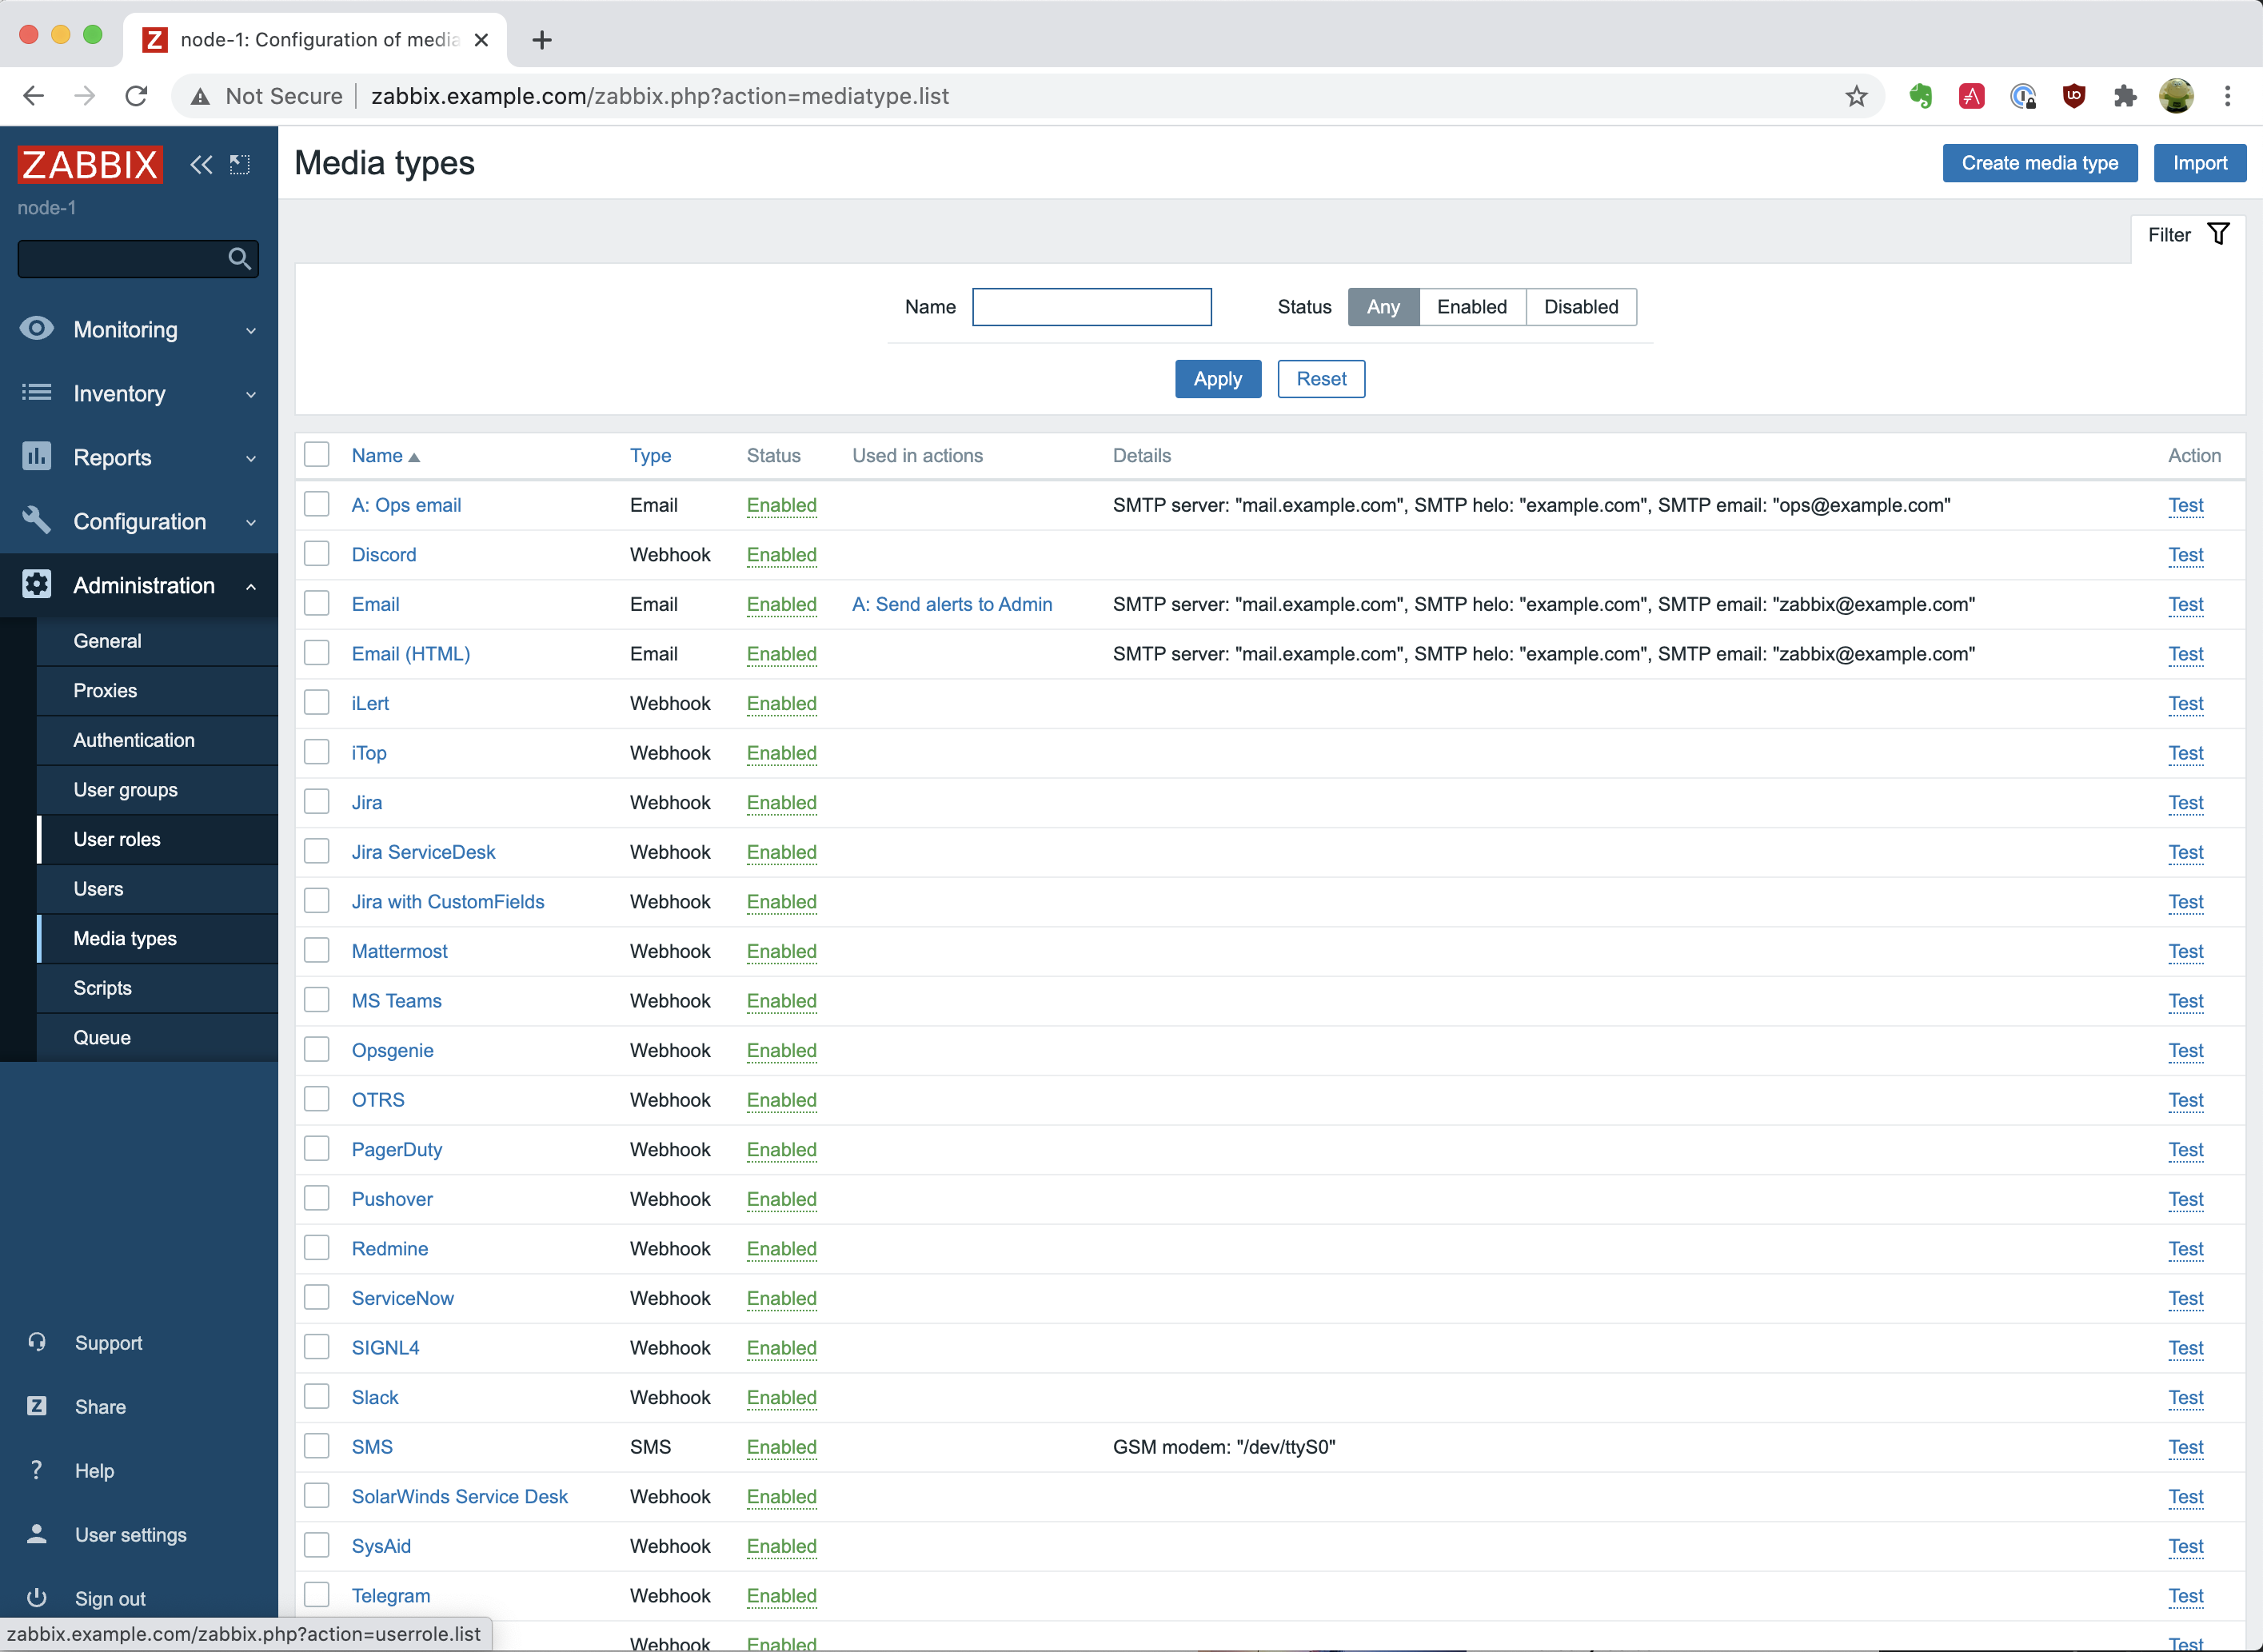 node-1: Configuration of media
Not Secure | zabbix.example.com/zabbix.php?action=mediatype.list
ZABBIX
node-1
Monitoring
Inventory
Reports
Configuration
Administration
General
Proxies
Authentication
User groups
User roles
Users
Media types
Scripts
Queue
Support
Share
Help
User settings
Sign out
zabbix.example.com/zabbix.php?action=userrole.list
Media types
Create media type Import
Filter
Name Status Any Enabled Disabled
Apply Reset
Name Type Status Used in actions Details Action
A: Ops email Email Enabled SMTP server: "mail.example.com", SMTP helo: "example.com", SMTP email: "ops@example.com" Test
Discord Webhook Enabled Test
Email Email Enabled A: Send alerts to Admin SMTP server: "mail.example.com", SMTP helo: "example.com", SMTP email: "zabbix@example.com" Test
Email (HTML) Email Enabled SMTP server: "mail.example.com", SMTP helo: "example.com", SMTP email: "zabbix@example.com" Test
iLert Webhook Enabled Test
iTop Webhook Enabled Test
Jira Webhook Enabled Test
Jira ServiceDesk Webhook Enabled Test
Jira with CustomFields Webhook Enabled Test
Mattermost Webhook Enabled Test
MS Teams Webhook Enabled Test
Opsgenie Webhook Enabled Test
OTRS Webhook Enabled Test
PagerDuty Webhook Enabled Test
Pushover Webhook Enabled Test
Redmine Webhook Enabled Test
ServiceNow Webhook Enabled Test
SIGNL4 Webhook Enabled Test
Slack Webhook Enabled Test
SMS SMS Enabled GSM modem: "/dev/ttyS0" Test
SolarWinds Service Desk Webhook Enabled Test
SysAid Webhook Enabled Test
Telegram Webhook Enabled Test
Webhook Enabled Test